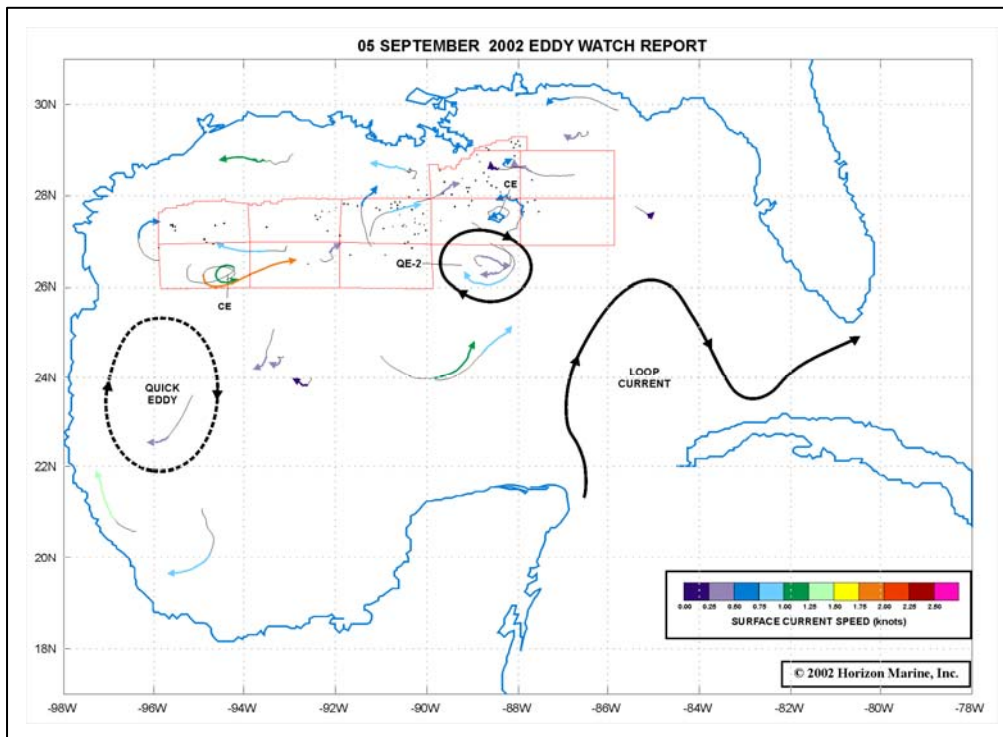 05 SEPTEMBER 2002 EDDY WATCH REPORT
30N
28N
CE
QE-2
26N
CE
24N
QUICK
EDDY
LOOP
CURRENT
22N
20N
0.00 0.25 0.50 0.75 1.00 1.25 1.50 1.75 2.00 2.25 2.50
SURFACE CURRENT SPEED (knots)
18N
© 2002 Horizon Marine, Inc.
-98W -96W -94W -92W -90W -88W -86W -84W -82W -80W -78W